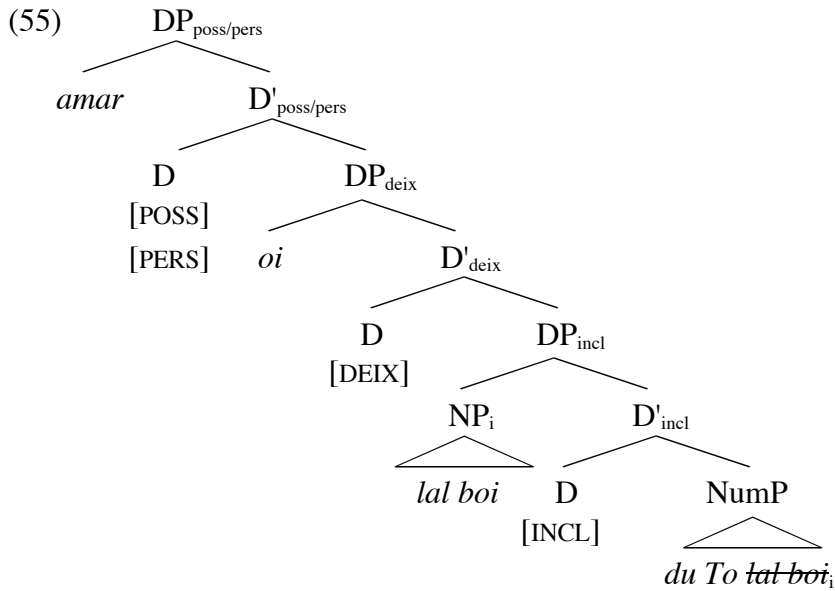 (55) DPposs/pers
amar D'poss/pers
D DPdeix
[POSS]
[PERS] oi D'deix
D DPincl
[DEIX]
NPi D'incl
lal boi D NumP
[INCL]
du To lal boii